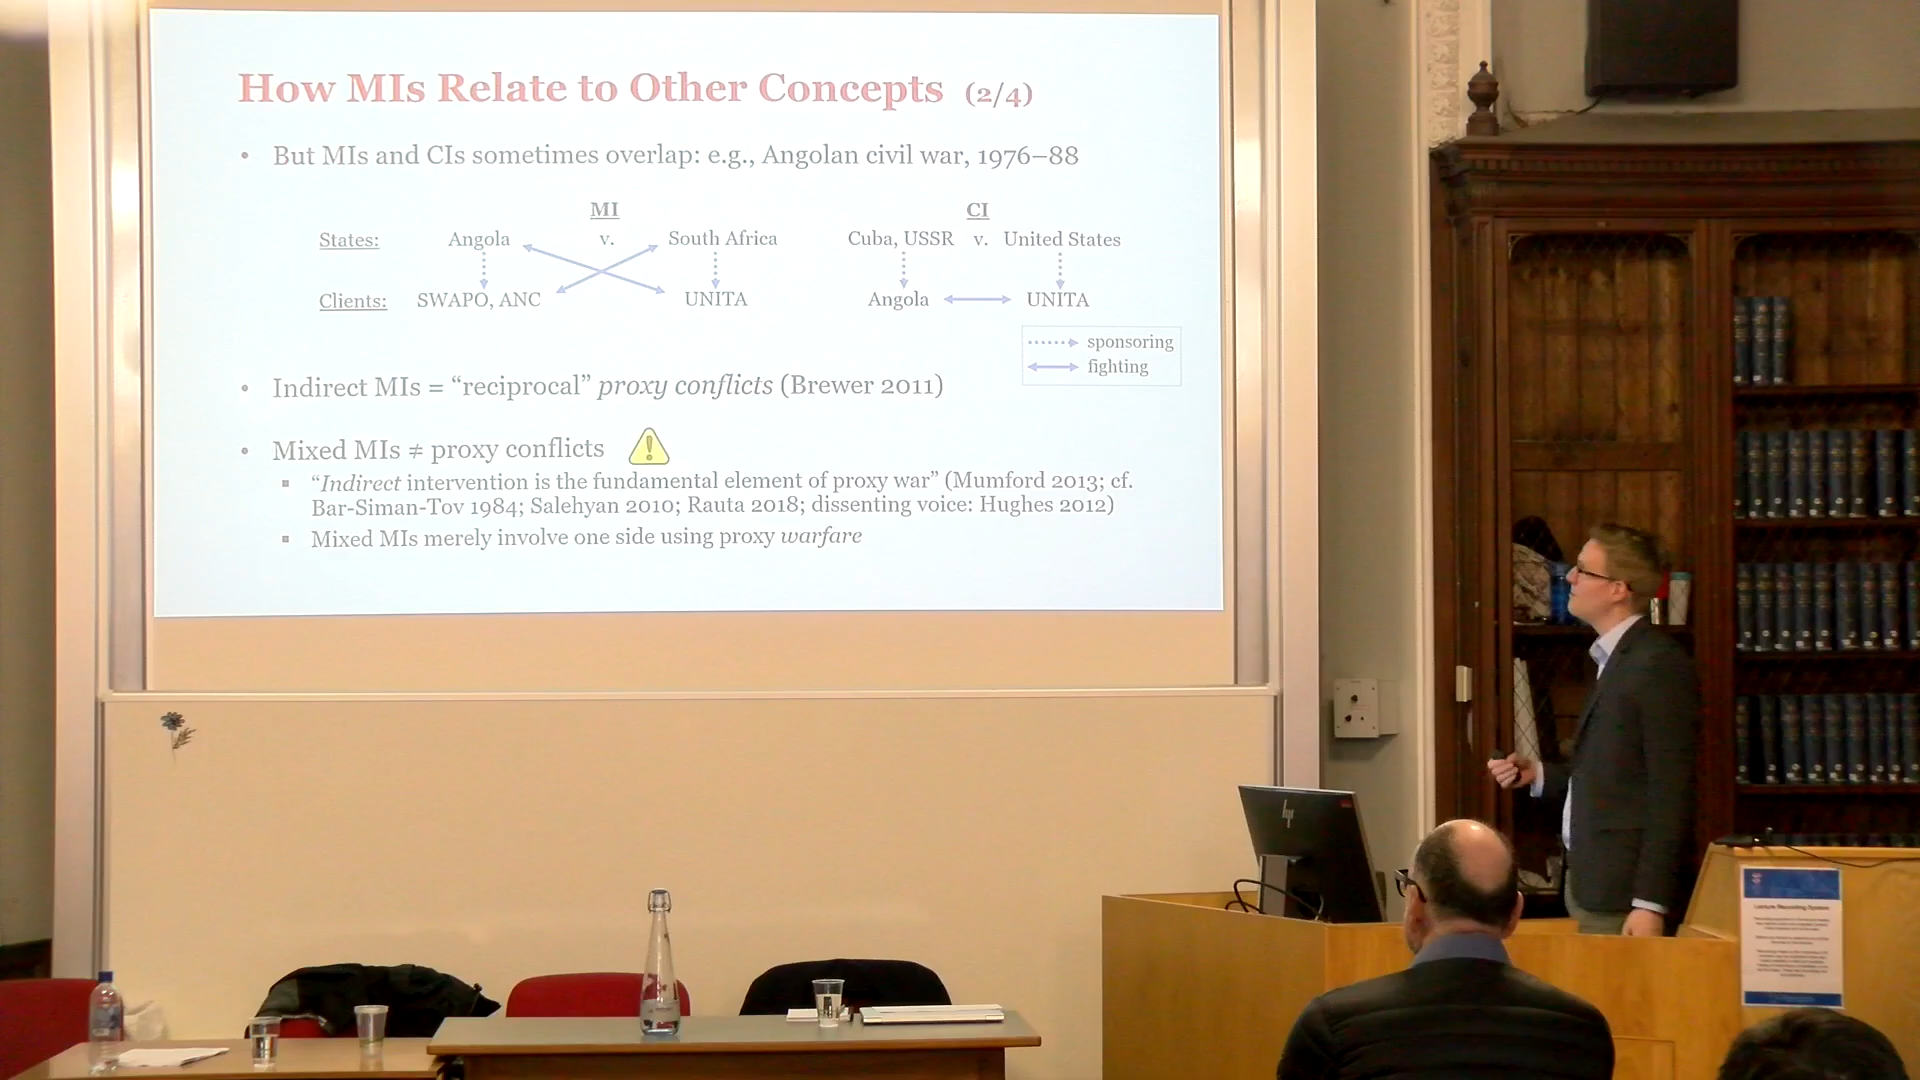 How MIs Relate to Other Concepts (2/4)
• But MIs and CIs sometimes overlap: e.g., Angolan civil war, 1976–88
MI CI
States: Angola v. South Africa Cuba, USSR v. United States
Clients: SWAPO, ANC UNITA Angola UNITA
sponsoring
fighting
• Indirect MIs = “reciprocal” proxy conflicts (Brewer 2011)
• Mixed MIs ≠ proxy conflicts
▪ “Indirect intervention is the fundamental element of proxy war” (Mumford 2013; cf.
Bar-Siman-Tov 1984; Salehyan 2010; Rauta 2018; dissenting voice: Hughes 2012)
▪ Mixed MIs merely involve one side using proxy warfare
hp
Lecture Recording System